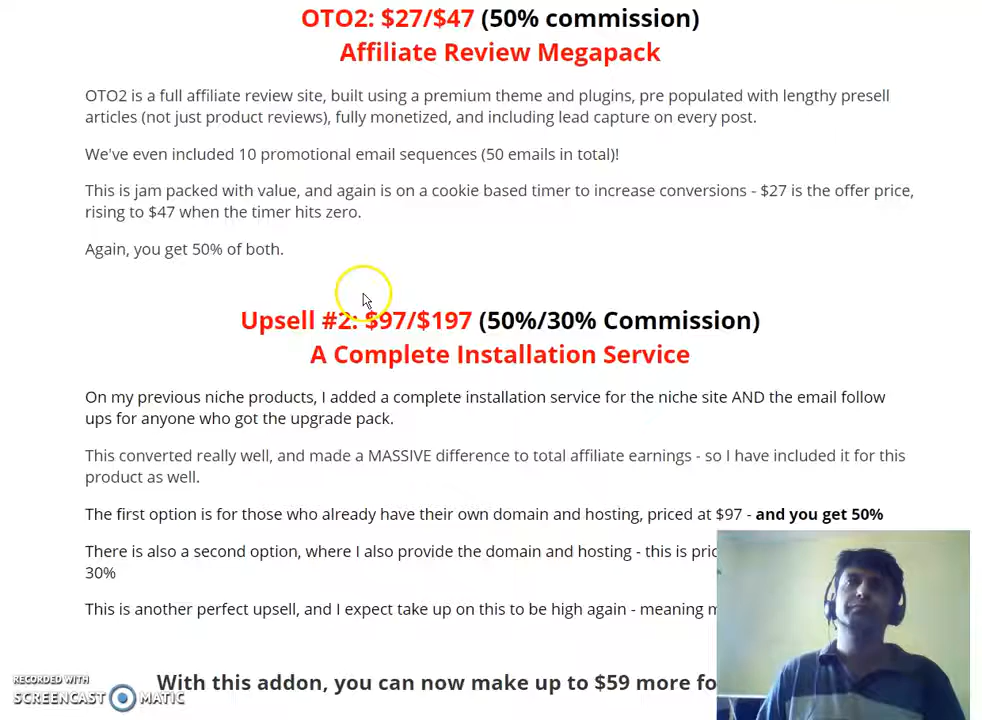 OTO2: $27/$47 (50% commission)
Affiliate Review Megapack
OTO2 is a full affiliate review site, built using a premium theme and plugins, pre populated with lengthy presell
articles (not just product reviews), fully monetized, and including lead capture on every post.
We've even included 10 promotional email sequences (50 emails in total)!
This is jam packed with value, and again is on a cookie based timer to increase conversions - $27 is the offer price,
rising to $47 when the timer hits zero.
Again, you get 50% of both.
Upsell #2: $97/$197 (50%/30% Commission)
A Complete Installation Service
On my previous niche products, I added a complete installation service for the niche site AND the email follow
ups for anyone who got the upgrade pack.
This converted really well, and made a MASSIVE difference to total affiliate earnings - so I have included it for this
product as well.
The first option is for those who already have their own domain and hosting, priced at $97 - and you get 50%
There is also a second option, where I also provide the domain and hosting - this is
30%
This is another perfect upsell, and I expect take up on this to be high again - meaning
With this addon, you can now make up to $59 more
RECORDED WITH
SCREENCAST MATIC